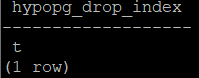 hypopg_drop_index
-------------------
t
(1 row)